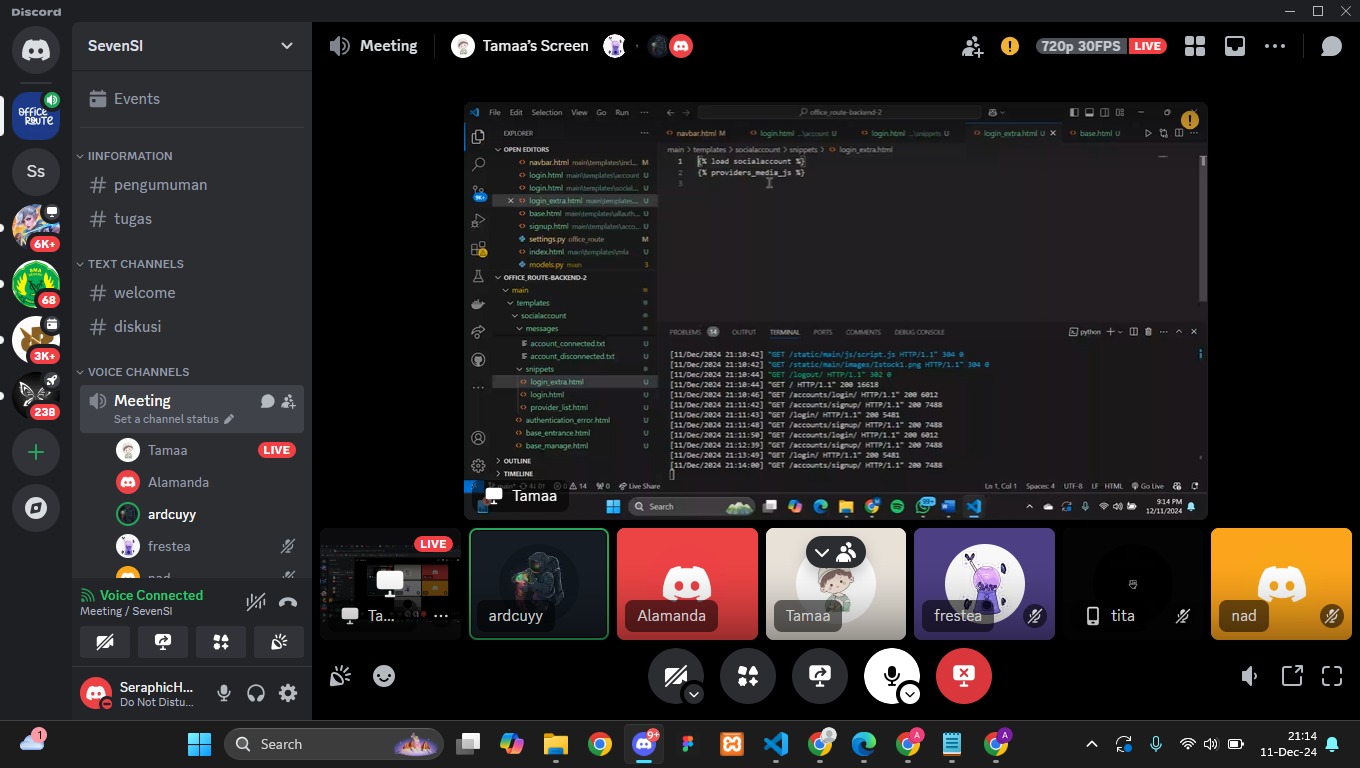 Discord
SevenSI
Meeting
Tamaa's Screen
720p 30FPS
LIVE
Events
IINFORMATION
pengumuman
tugas
TEXT CHANNELS
welcome
diskusi
VOICE CHANNELS
Meeting
Set a channel status
Tamaa
LIVE
Alamanda
ardcuyy
frestea
nad
OFFICE
ROUTE
Ss
6K+
68
3K+
238
Voice Connected
Meeting / SevenSI
SeraphicH...
Do Not Distu...
File Edit Selection View Go Run ...
office_route-backend-2
EXPLORER
OPEN EDITORS
navbar.html main\templates\incl... M
login.html main\templates\account U
login.html main\templates\social... U
login_extra.html main\templates... U
base.html main\templates\allauth... U
signup.html main\templates\acco... U
settings.py office_route M
index.html main\templates\mla U
models.py main 3
OFFICE_ROUTE-BACKEND-2
main
templates
socialaccount
messages
account_connected.txt U
account_disconnected.txt U
snippets
login_extra.html U
login.html U
provider_list.html U
authentication_error.html U
base_entrance.html U
base_manage.html U
OUTLINE
TIMELINE
9K+
navbar.html M
login.html ...\account U
login.html ...\snippets U
login_extra.html U
base.html U
main > templates > socialaccount > snippets > login_extra.html
1 {% load socialaccount %}
2 {% providers_media_js %}
3
PROBLEMS 14 OUTPUT TERMINAL PORTS COMMENTS DEBUG CONSOLE
python
[11/Dec/2024 21:10:42] "GET /static/main/js/script.js HTTP/1.1" 304 0
[11/Dec/2024 21:10:42] "GET /static/main/images/Istock1.png HTTP/1.1" 304 0
[11/Dec/2024 21:10:44] "GET /logout/ HTTP/1.1" 302 0
[11/Dec/2024 21:10:44] "GET / HTTP/1.1" 200 16618
[11/Dec/2024 21:10:46] "GET /accounts/login/ HTTP/1.1" 200 6012
[11/Dec/2024 21:11:42] "GET /accounts/signup/ HTTP/1.1" 200 7488
[11/Dec/2024 21:11:43] "GET /login/ HTTP/1.1" 200 5481
[11/Dec/2024 21:11:48] "GET /accounts/signup/ HTTP/1.1" 200 7488
[11/Dec/2024 21:11:50] "GET /accounts/login/ HTTP/1.1" 200 6012
[11/Dec/2024 21:12:39] "GET /accounts/signup/ HTTP/1.1" 200 7488
[11/Dec/2024 21:13:49] "GET /login/ HTTP/1.1" 200 5481
[11/Dec/2024 21:14:00] "GET /accounts/signup/ HTTP/1.1" 200 7488
14 0 Live Share
Ln 1, Col 1 Spaces: 4 UTF-8 LF HTML Go Live
Tamaa
Search
99+
9:14 PM
12/11/2024
LIVE
Ta...
ardcuyy
Alamanda
Tamaa
frestea
tita
nad
1
Search
9+
A
A
21:14
11-Dec-24